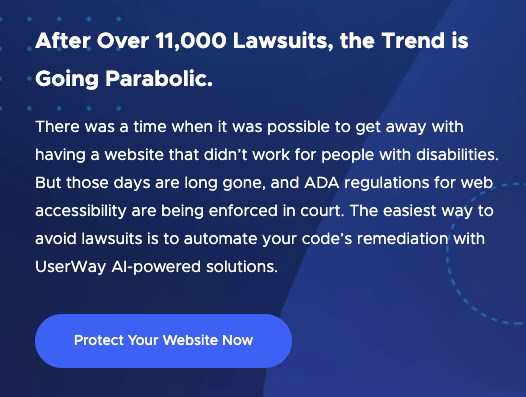 After Over 11,000 Lawsuits, the Trend is
Going Parabolic.
There was a time when it was possible to get away with
having a website that didn’t work for people with disabilities.
But those days are long gone, and ADA regulations for web
accessibility are being enforced in court. The easiest way to
avoid lawsuits is to automate your code’s remediation with
UserWay AI-powered solutions.
Protect Your Website Now